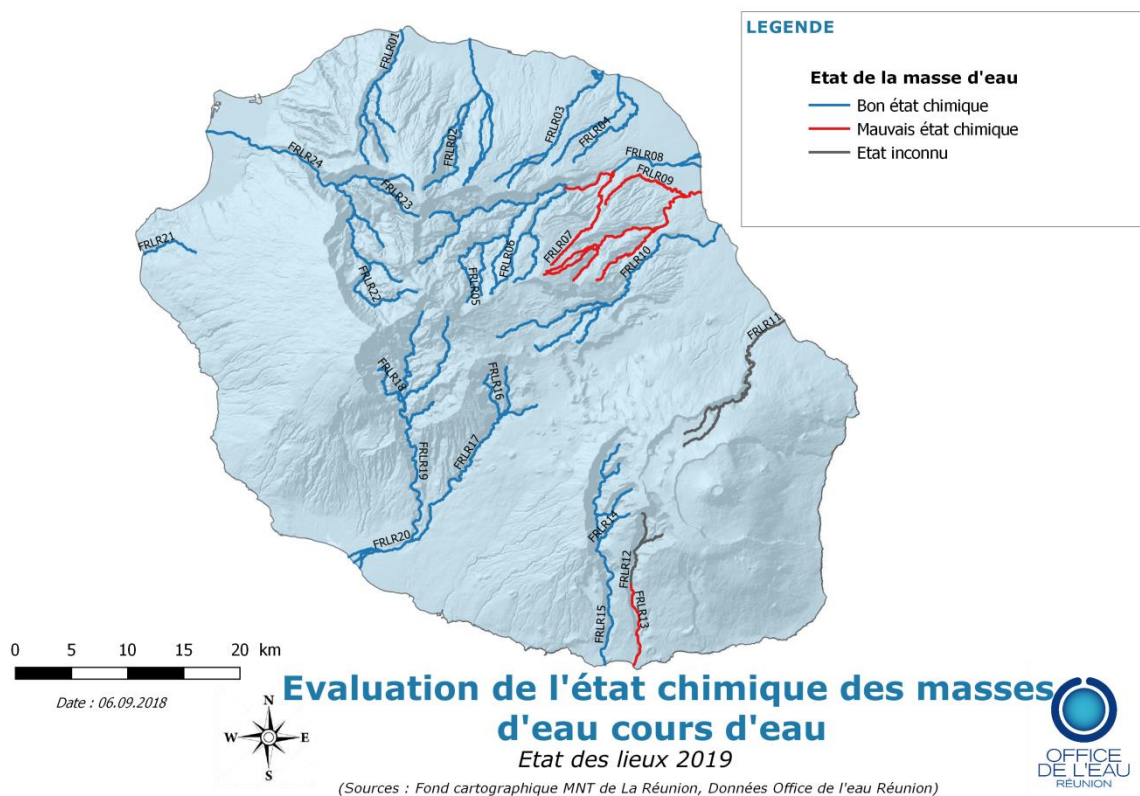 LEGENDE
Etat de la masse d'eau
Bon état chimique
Mauvais état chimique
Etat inconnu
FRLR01
FRLR02
FRLR03
FRLR04
FRLR08
FRLR09
FRLR24
FRLR23
FRLR21
FRLR22
FRLR05
FRLR06
FRLR07
FRLR10
FRLR11
FRLR18
FRLR16
FRLR17
FRLR19
FRLR20
FRLR14
FRLR12
FRLR13
FRLR15
0 5 10 15 20 km
Date : 06.09.2018
N
W E
S
Evaluation de l'état chimique des masses
d'eau cours d'eau
Etat des lieux 2019
(Sources : Fond cartographique MNT de La Réunion, Données Office de l'eau Réunion)
OFFICE
DE L'EAU
RÉUNION